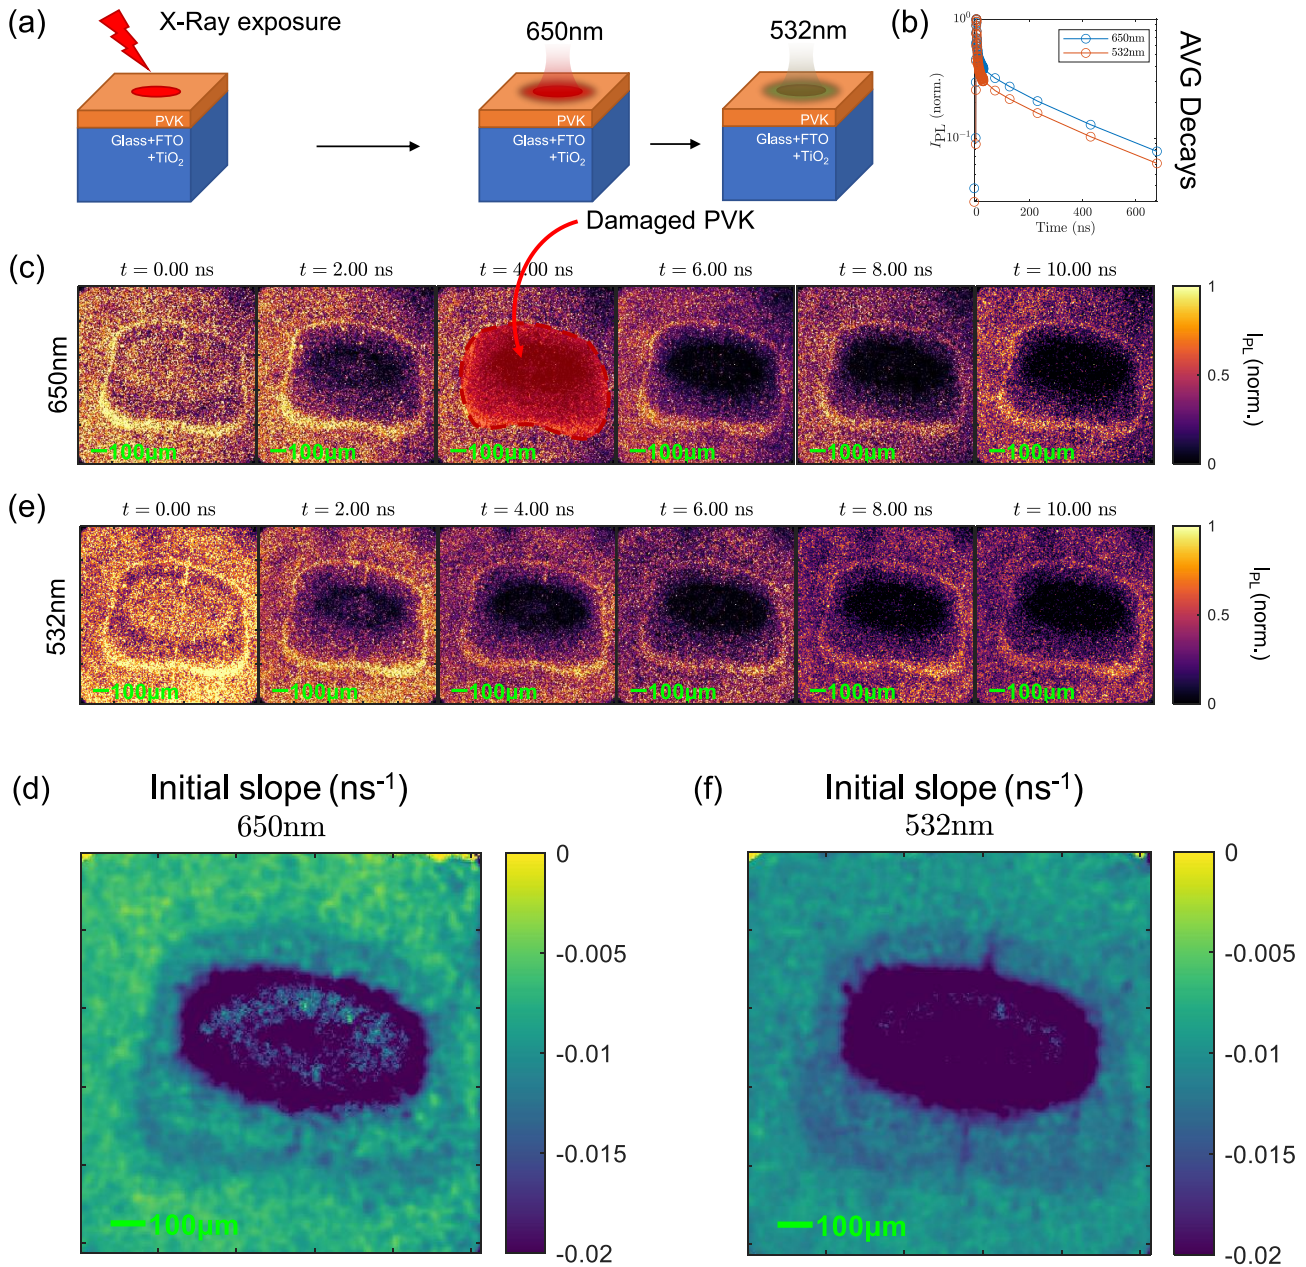 (a)
X-Ray exposure
PVK
Glass+FTO
+TiO₂
650nm
PVK
Glass+FTO
+TiO₂
532nm
PVK
Glass+FTO
+TiO₂
Damaged PVK
(b)
10⁰
10⁻¹
I_PL (norm.)
650nm
532nm
0
200
400
600
Time (ns)
AVG Decays
(c)
650nm
t = 0.00 ns
t = 2.00 ns
t = 4.00 ns
t = 6.00 ns
t = 8.00 ns
t = 10.00 ns
100μm
100μm
100μm
100μm
100μm
100μm
1
0.5
0
I_PL (norm.)
(e)
532nm
t = 0.00 ns
t = 2.00 ns
t = 4.00 ns
t = 6.00 ns
t = 8.00 ns
t = 10.00 ns
100μm
100μm
100μm
100μm
100μm
100μm
1
0.5
0
I_PL (norm.)
(d)
Initial slope (ns⁻¹)
650nm
100μm
0
-0.005
-0.01
-0.015
-0.02
(f)
Initial slope (ns⁻¹)
532nm
100μm
0
-0.005
-0.01
-0.015
-0.02